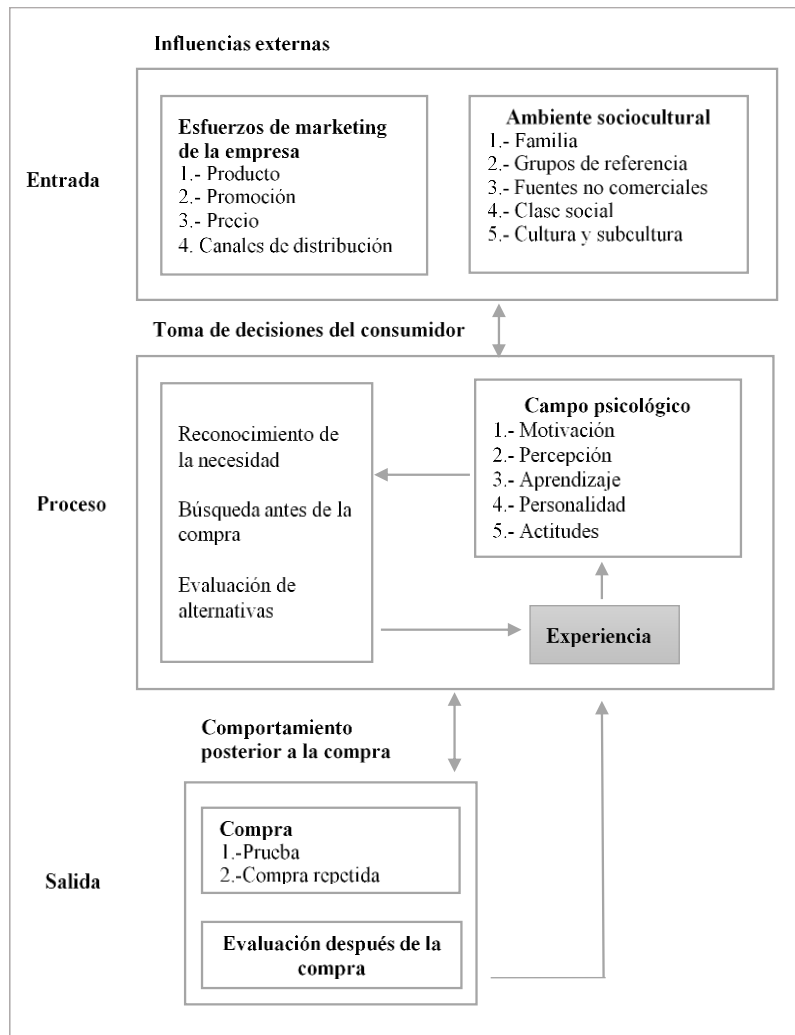 Influencias externas
Esfuerzos de marketing
de la empresa
1.- Producto
2.- Promoción
3.- Precio
4. Canales de distribución
Ambiente sociocultural
1.- Familia
2.- Grupos de referencia
3.- Fuentes no comerciales
4.- Clase social
5.- Cultura y subcultura
Entrada
Toma de decisiones del consumidor
Reconocimiento de
la necesidad
Búsqueda antes de la
compra
Evaluación de
alternativas
Campo psicológico
1.- Motivación
2.- Percepción
3.- Aprendizaje
4.- Personalidad
5.- Actitudes
Proceso
Experiencia
Comportamiento
posterior a la compra
Compra
1.-Prueba
2.-Compra repetida
Salida
Evaluación después de la
compra